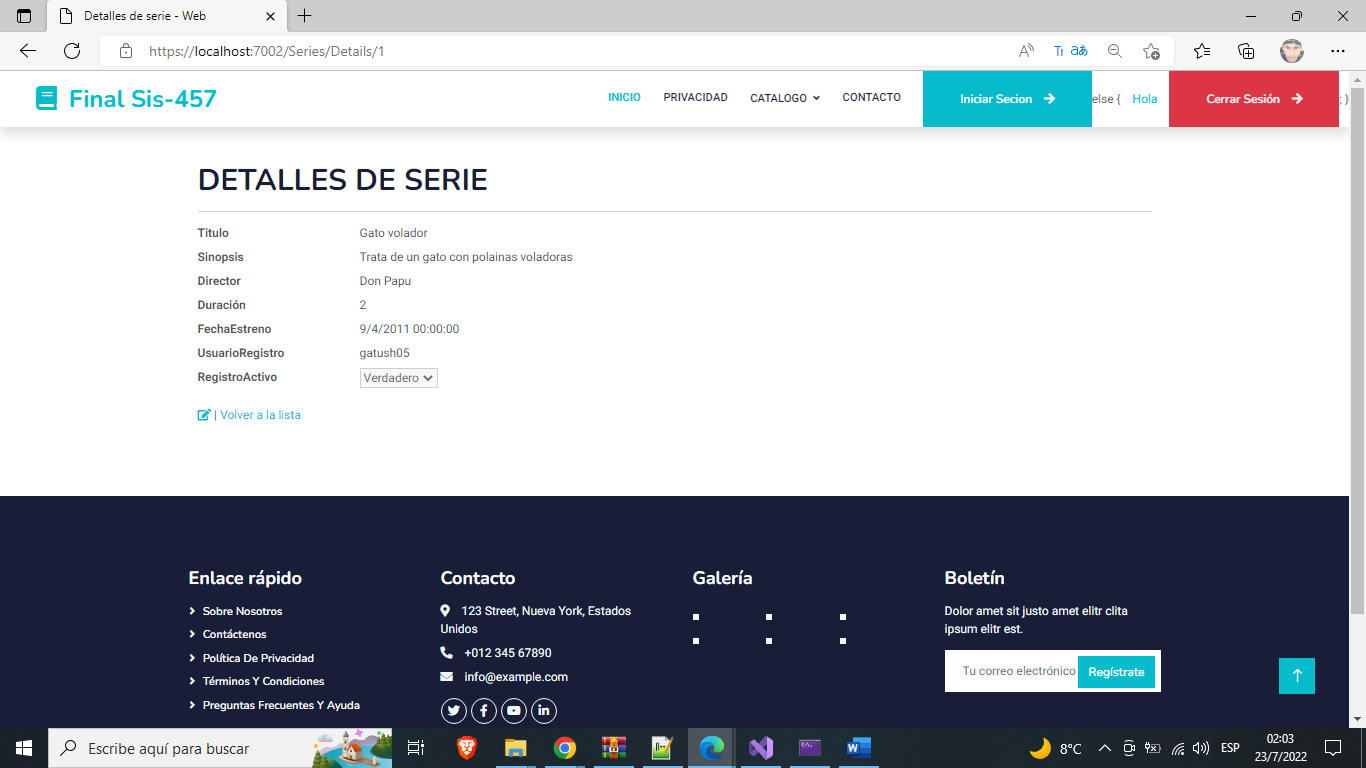 Detalles de serie - Web
https://localhost:7002/Series/Details/1
Final Sis-457
INICIO
PRIVACIDAD
CATALOGO
CONTACTO
Iniciar Secion
else {
Hola
Cerrar Sesión
; }
DETALLES DE SERIE
Titulo
Gato volador
Sinopsis
Trata de un gato con polainas voladoras
Director
Don Papu
Duración
2
FechaEstreno
9/4/2011 00:00:00
UsuarioRegistro
gatush05
RegistroActivo
Verdadero
| Volver a la lista
Enlace rápido
Sobre Nosotros
Contáctenos
Política De Privacidad
Términos Y Condiciones
Preguntas Frecuentes Y Ayuda
Contacto
123 Street, Nueva York, Estados
Unidos
+012 345 67890
info@example.com
Galería
Boletín
Dolor amet sit justo amet elitr clita
ipsum elitr est.
Tu correo electrónico
Regístrate
Escribe aquí para buscar
8°C
ESP
02:03
23/7/2022